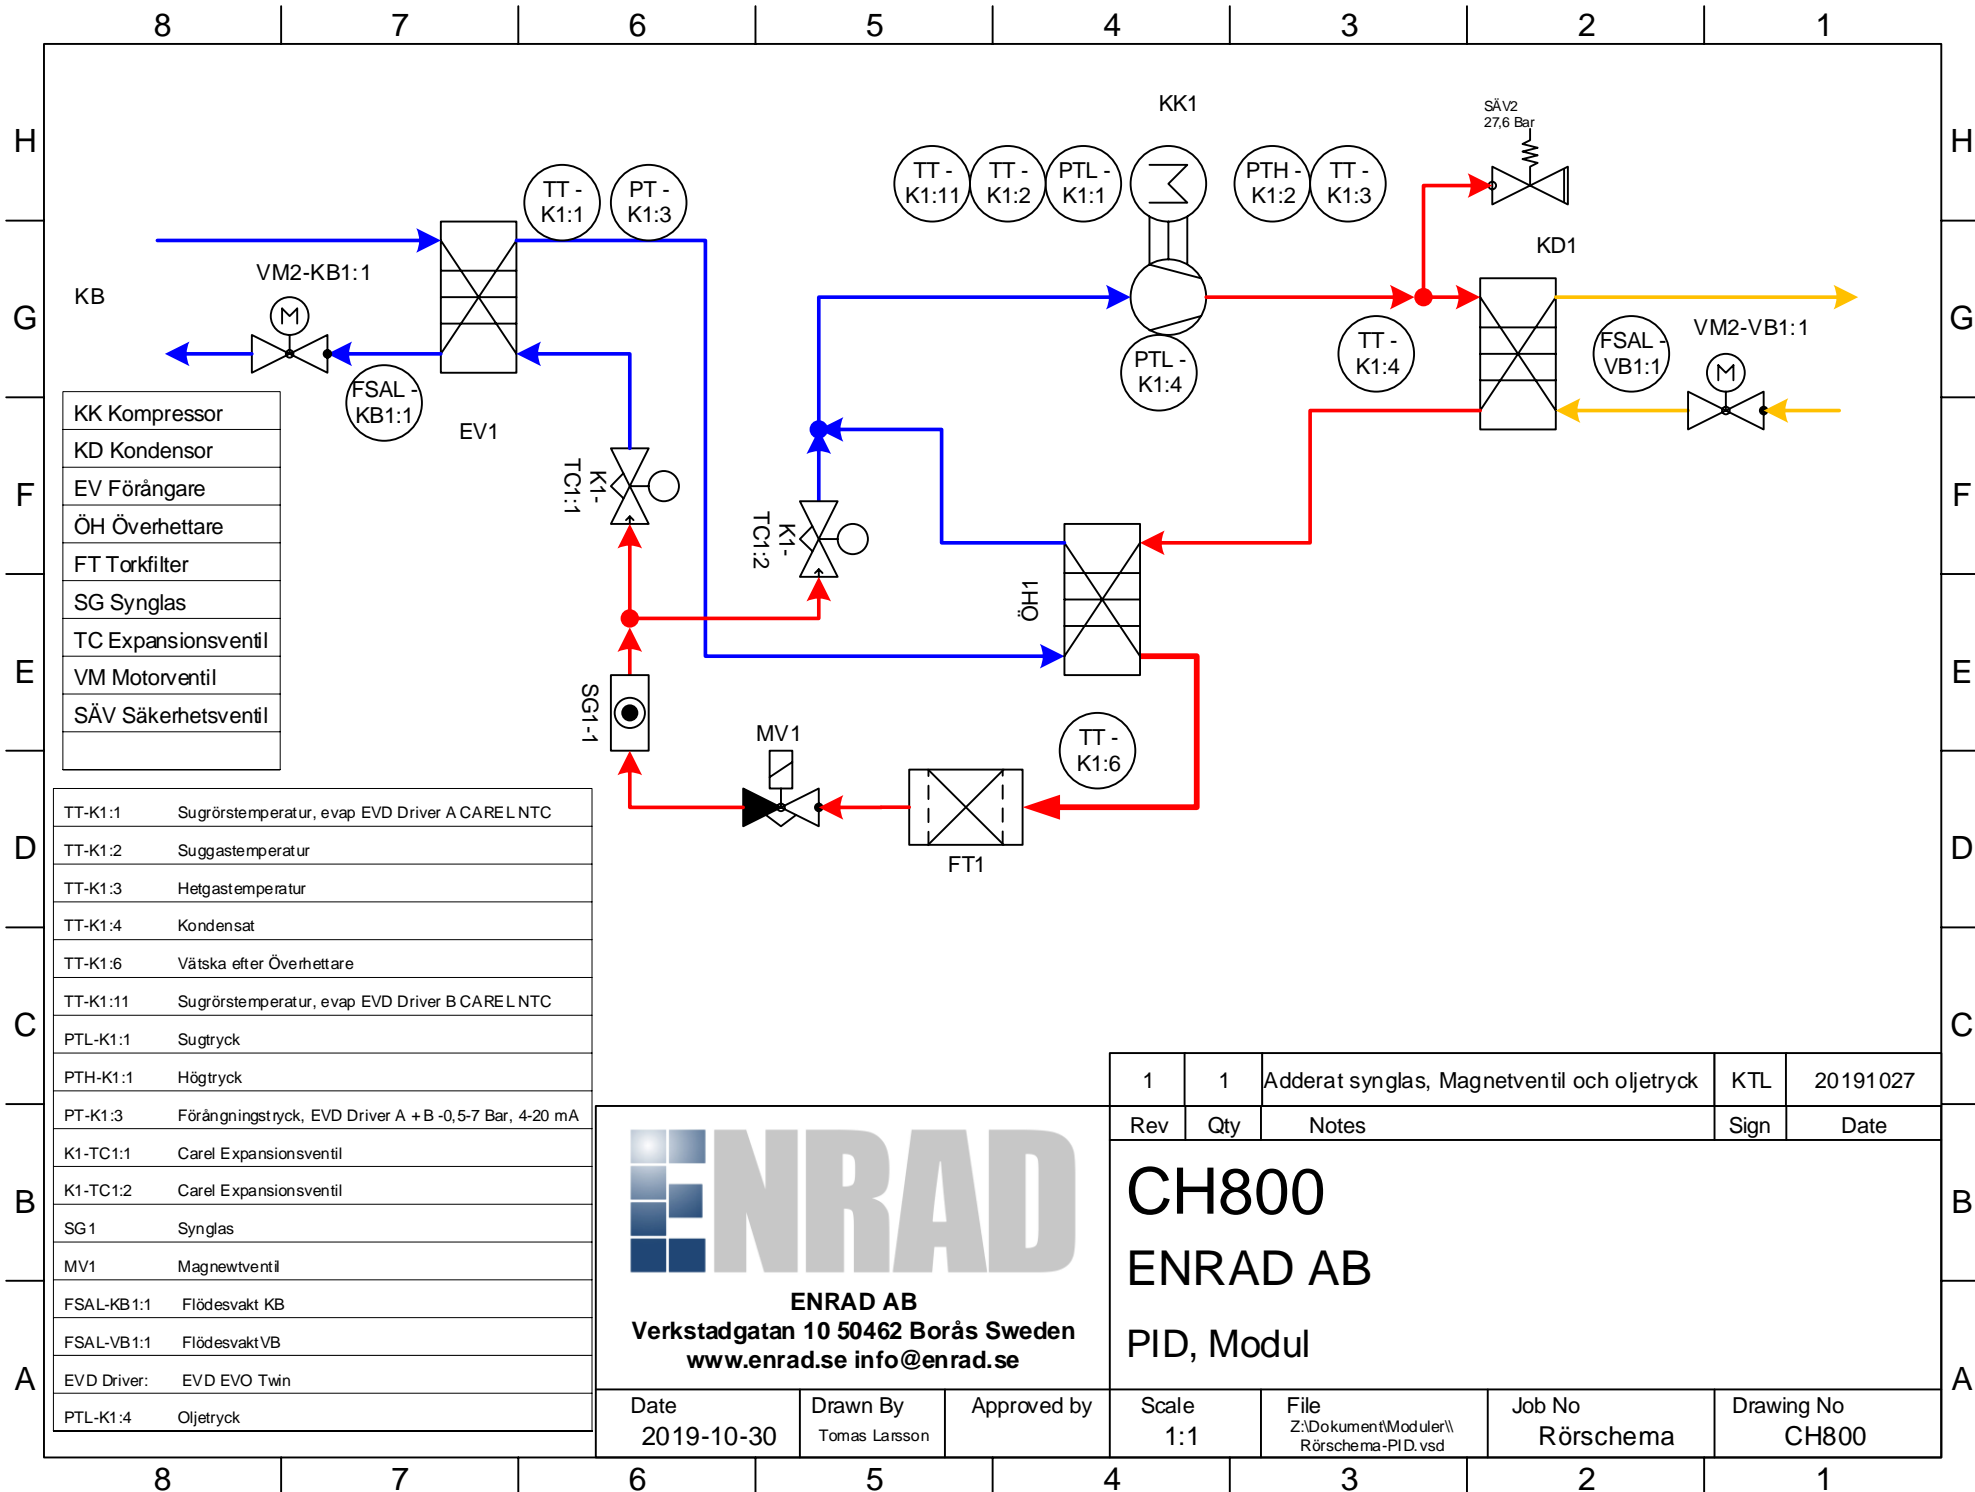 8 7 6 5 4 3 2 1
H H
G G
F F
E E
D D
C C
B B
A A
KK1
SÄV2
27,6 Bar
TT -
K1:1
PT -
K1:3
TT -
K1:11
TT -
K1:2
PTL -
K1:1
PTH -
K1:2
TT -
K1:3
KD1
KB
VM2-KB1:1
M
FSAL -
KB1:1
EV1
PTL -
K1:4
TT -
K1:4
FSAL -
VB1:1
VM2-VB1:1
M
K1-
TC1:1
K1-
TC1:2
ÖH1
SG1-1
MV1
TT -
K1:6
FT1
KK Kompressor
KD Kondensor
EV Förångare
ÖH Överhettare
FT Torkfilter
SG Synglas
TC Expansionsventil
VM Motorventil
SÄV Säkerhetsventil
TT-K1:1 Sugrörstemperatur, evap EVD Driver A CAREL NTC
TT-K1:2 Suggastemperatur
TT-K1:3 Hetgastemperatur
TT-K1:4 Kondensat
TT-K1:6 Vätska efter Överhettare
TT-K1:11 Sugrörstemperatur, evap EVD Driver B CAREL NTC
PTL-K1:1 Sugtryck
PTH-K1:1 Högtryck
PT-K1:3 Förångningstryck, EVD Driver A + B -0,5-7 Bar, 4-20 mA
K1-TC1:1 Carel Expansionsventil
K1-TC1:2 Carel Expansionsventil
SG1 Synglas
MV1 Magnewtventil
FSAL-KB1:1 Flödesvakt KB
FSAL-VB1:1 Flödesvakt VB
EVD Driver: EVD EVO Twin
PTL-K1:4 Oljetryck
ENRAD
ENRAD AB
Verkstadgatan 10 50462 Borås Sweden
www.enrad.se info@enrad.se
1 1 Adderat synglas, Magnetventil och oljetryck KTL 20191027
Rev Qty Notes Sign Date
CH800
ENRAD AB
PID, Modul
Date
2019-10-30
Drawn By
Tomas Larsson
Approved by
Scale
1:1
File
Z:\Dokument\Moduler\\
Rörschema-PID.vsd
Job No
Rörschema
Drawing No
CH800
8 7 6 5 4 3 2 1